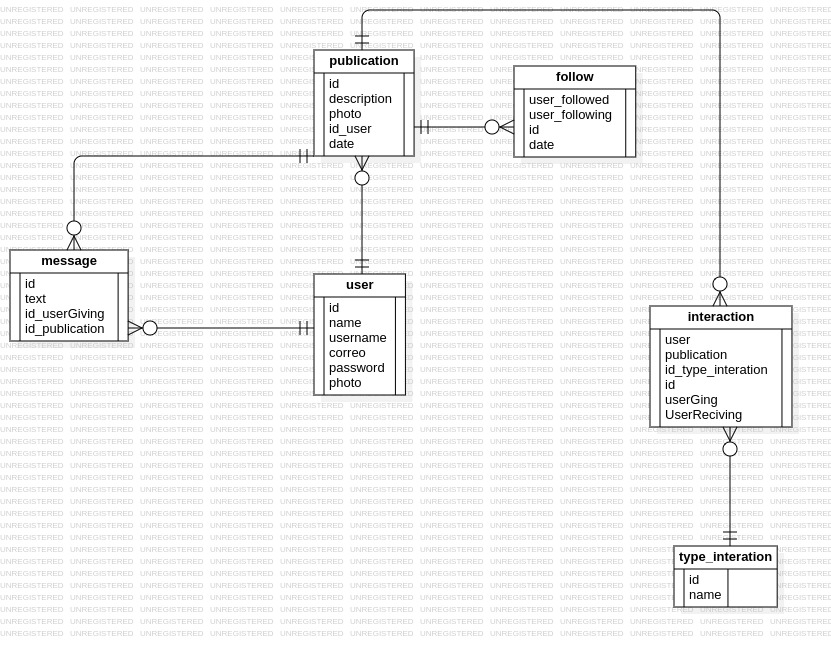 publication
id
description
photo
id_user
date
follow
user_followed
user_following
id
date
message
id
text
id_userGiving
id_publication
user
id
name
username
correo
password
photo
interaction
user
publication
id_type_interation
id
userGing
UserReciving
type_interation
id
name
UNREGISTERED